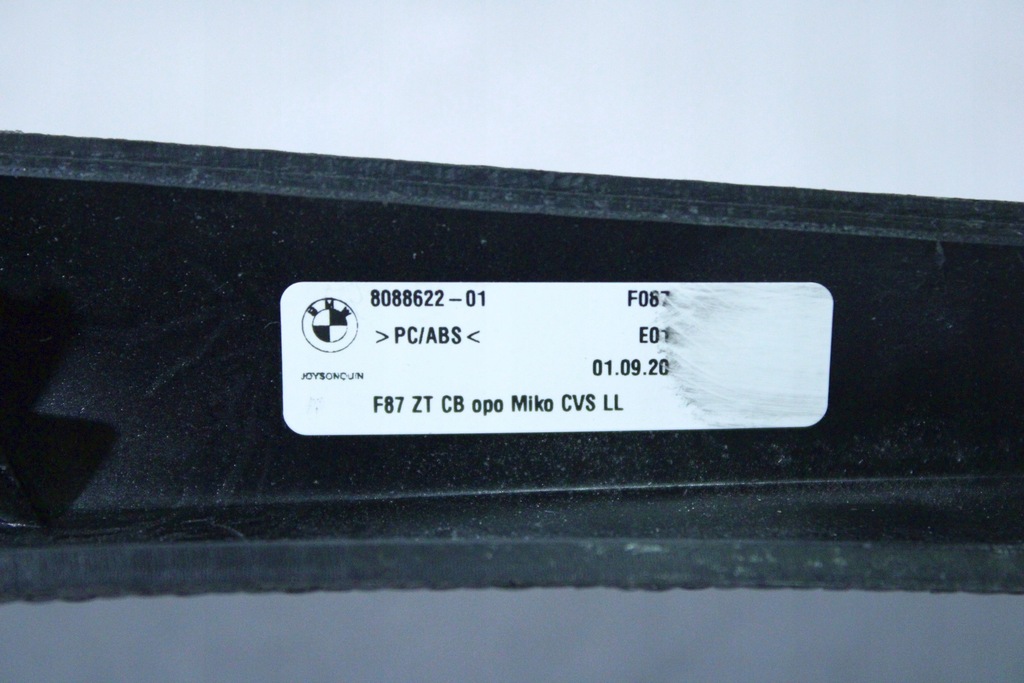 BMW
8088622-01 F087
>PC/ABS< E01
01.09.20
JOYSONQUIN
F87 ZT CB opo Miko CVS LL